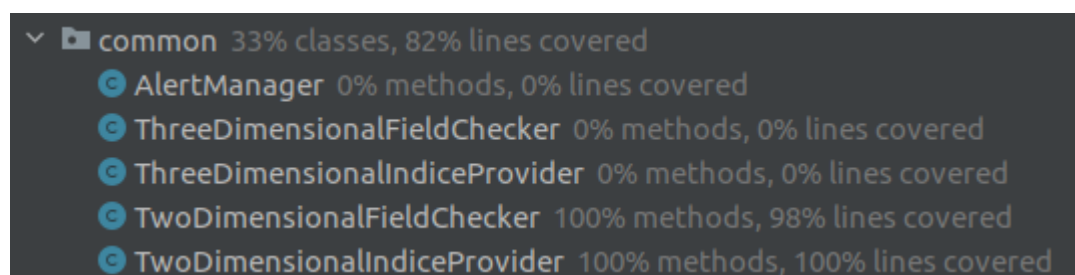 common 33% classes, 82% lines covered
C AlertManager 0% methods, 0% lines covered
C ThreeDimensionalFieldChecker 0% methods, 0% lines covered
C ThreeDimensionalIndiceProvider 0% methods, 0% lines covered
C TwoDimensionalFieldChecker 100% methods, 98% lines covered
C TwoDimensionalIndiceProvider 100% methods, 100% lines covered